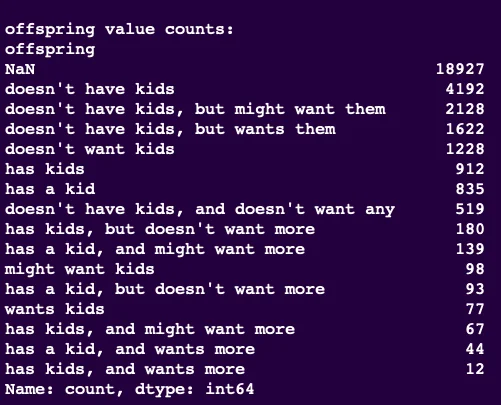 offspring value counts:
offspring
NaN 18927
doesn't have kids 4192
doesn't have kids, but might want them 2128
doesn't have kids, but wants them 1622
doesn't want kids 1228
has kids 912
has a kid 835
doesn't have kids, and doesn't want any 519
has kids, but doesn't want more 180
has a kid, and might want more 139
might want kids 98
has a kid, but doesn't want more 93
wants kids 77
has kids, and might want more 67
has a kid, and wants more 44
has kids, and wants more 12
Name: count, dtype: int64